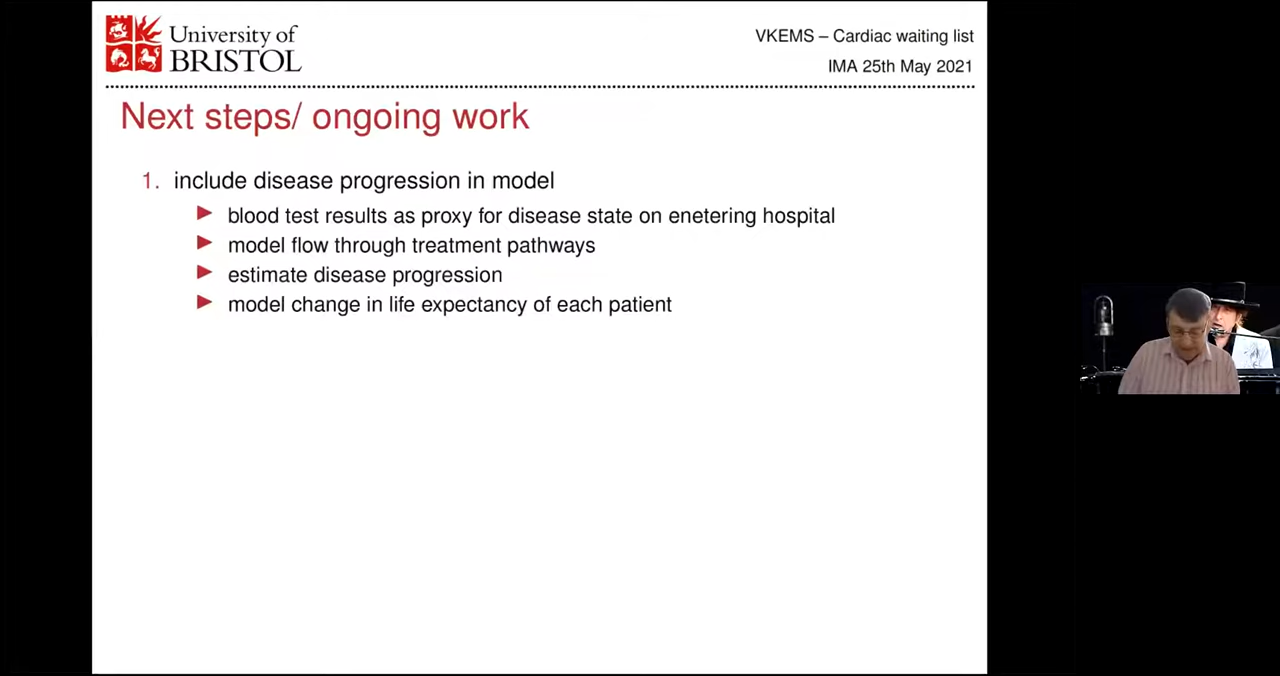 University of
BRISTOL
VKEMS – Cardiac waiting list
IMA 25th May 2021
Next steps/ ongoing work
1. include disease progression in model
blood test results as proxy for disease state on enetering hospital
model flow through treatment pathways
estimate disease progression
model change in life expectancy of each patient